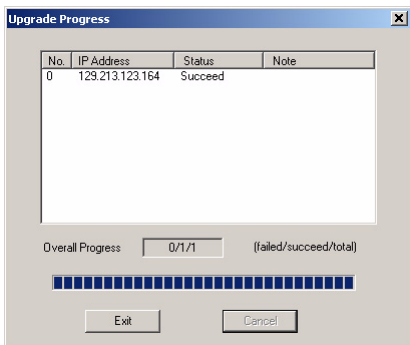 Upgrade Progress
No. IP Address Status Note
0 129.213.123.164 Succeed
Overall Progress 0/1/1 (failed/succeed/total)
Exit Cancel